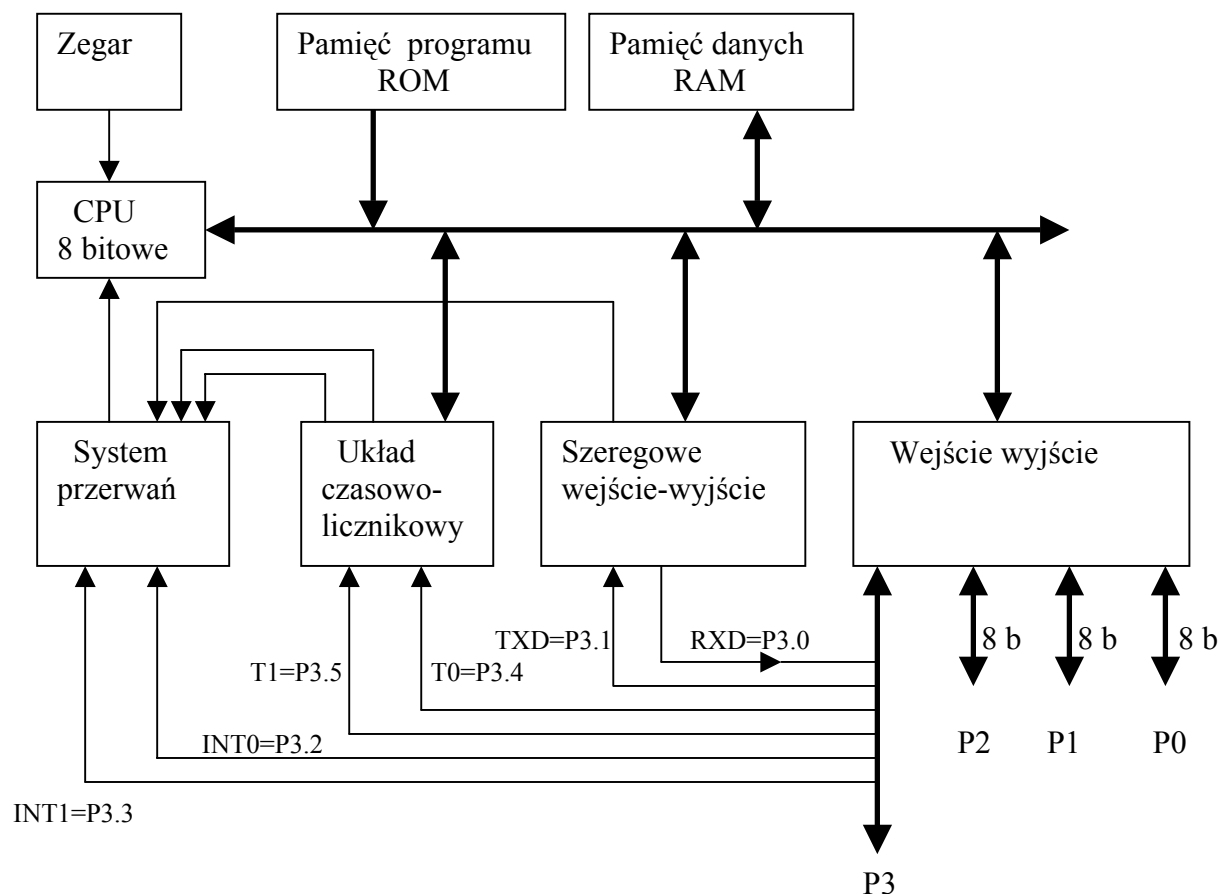 Zegar
Pamięć programu
ROM
Pamięć danych
RAM
CPU
8 bitowe
System
przerwań
Układ
czasowo-
licznikowy
Szeregowe
wejście-wyjście
Wejście wyjście
TXD=P3.1
RXD=P3.0
8 b
8 b
8 b
T1=P3.5
T0=P3.4
INT0=P3.2
P2
P1
P0
INT1=P3.3
P3